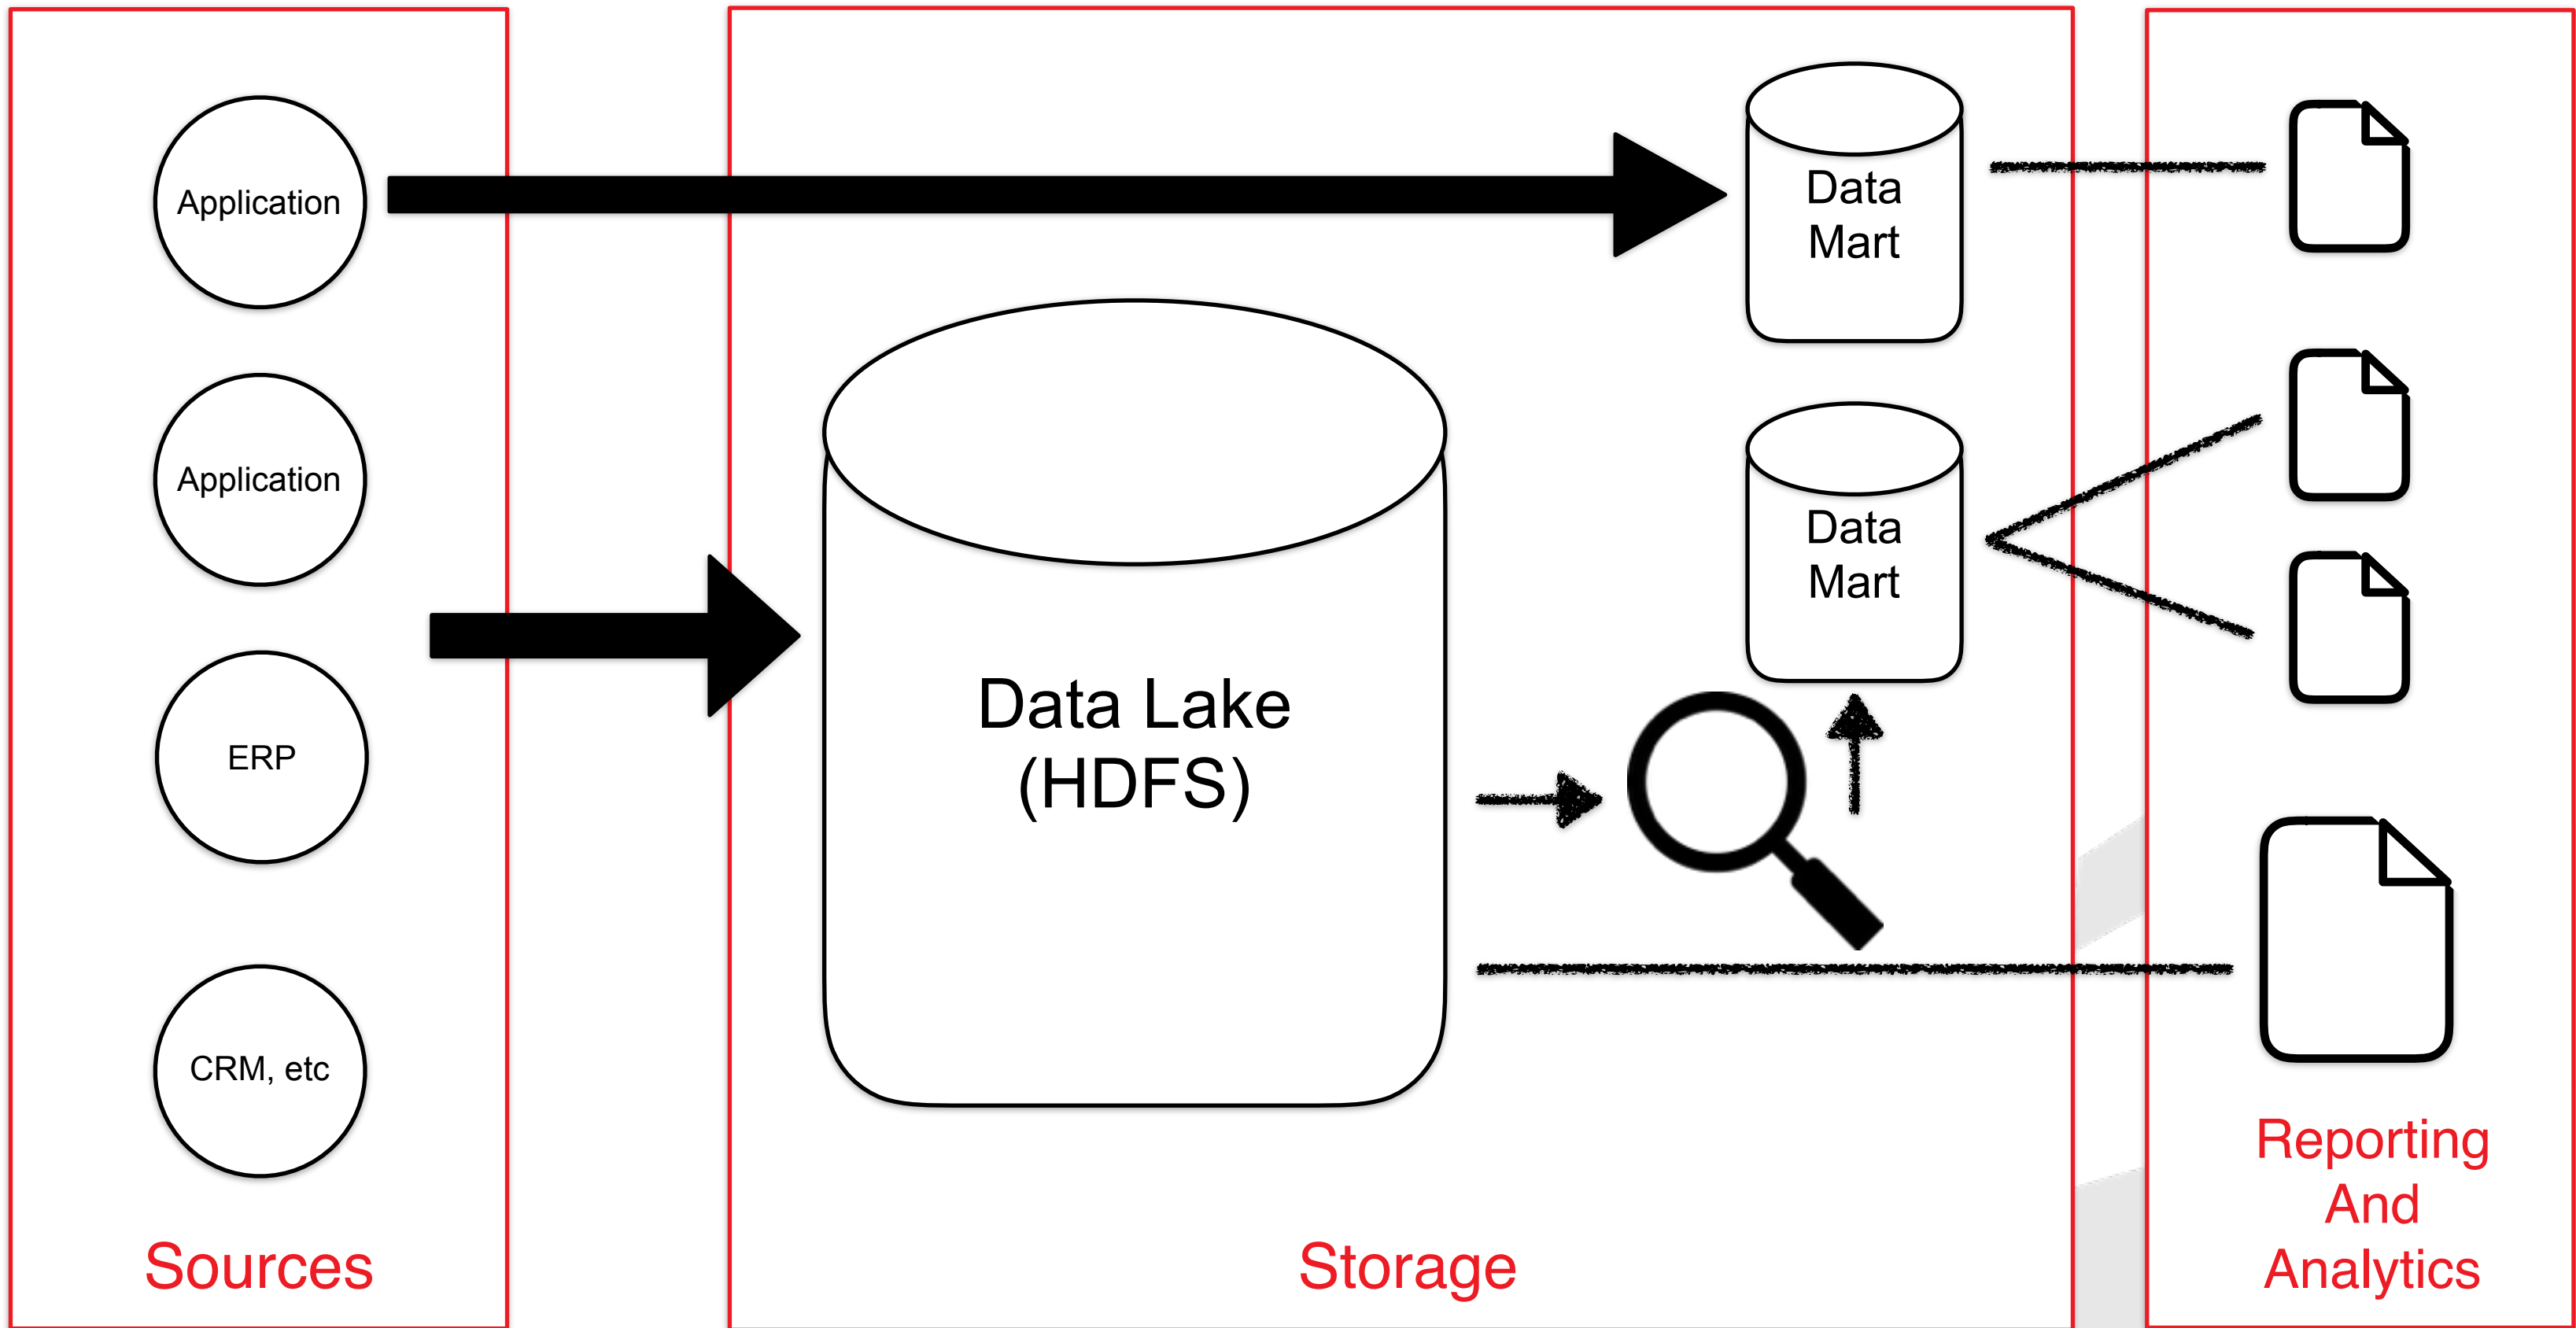 Application
Application
ERP
CRM, etc
Sources
Data Lake
(HDFS)
Data
Mart
Data
Mart
Storage
Reporting
And
Analytics